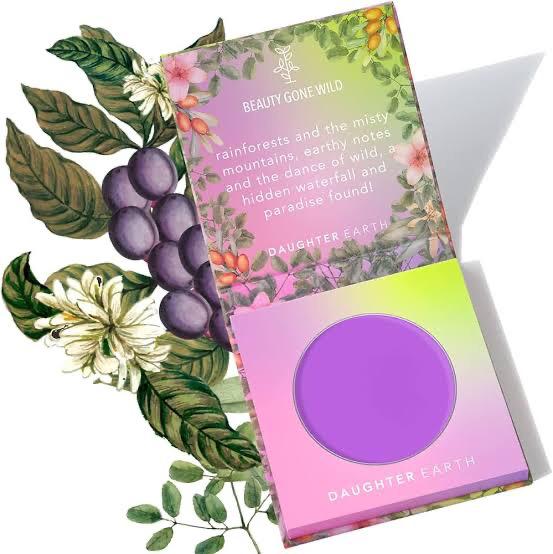 BEAUTY GONE WILD
rainforests and the misty
mountains, earthy notes
and the dance of wild, a
hidden waterfall and
paradise found!
DAUGHTER EARTH
DAUGHTER EARTH